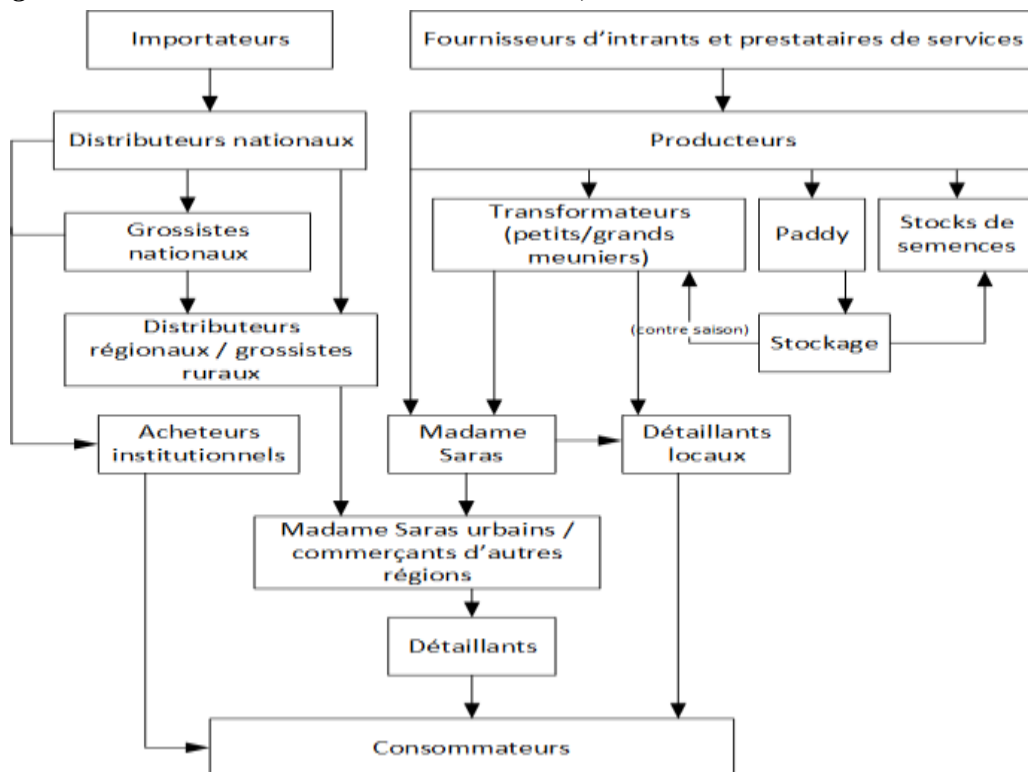 Importateurs
Fournisseurs d'intrants et prestataires de services
Distributeurs nationaux
Producteurs
Grossistes
nationaux
Transformateurs
(petits/grands
meuniers)
Paddy
Stocks de
semences
Distributeurs
régionaux / grossistes
ruraux
(contre saison)
Stockage
Acheteurs
institutionnels
Madame
Saras
Détaillants
locaux
Madame Saras urbains /
commerçants d'autres
régions
Détaillants
Consommateurs